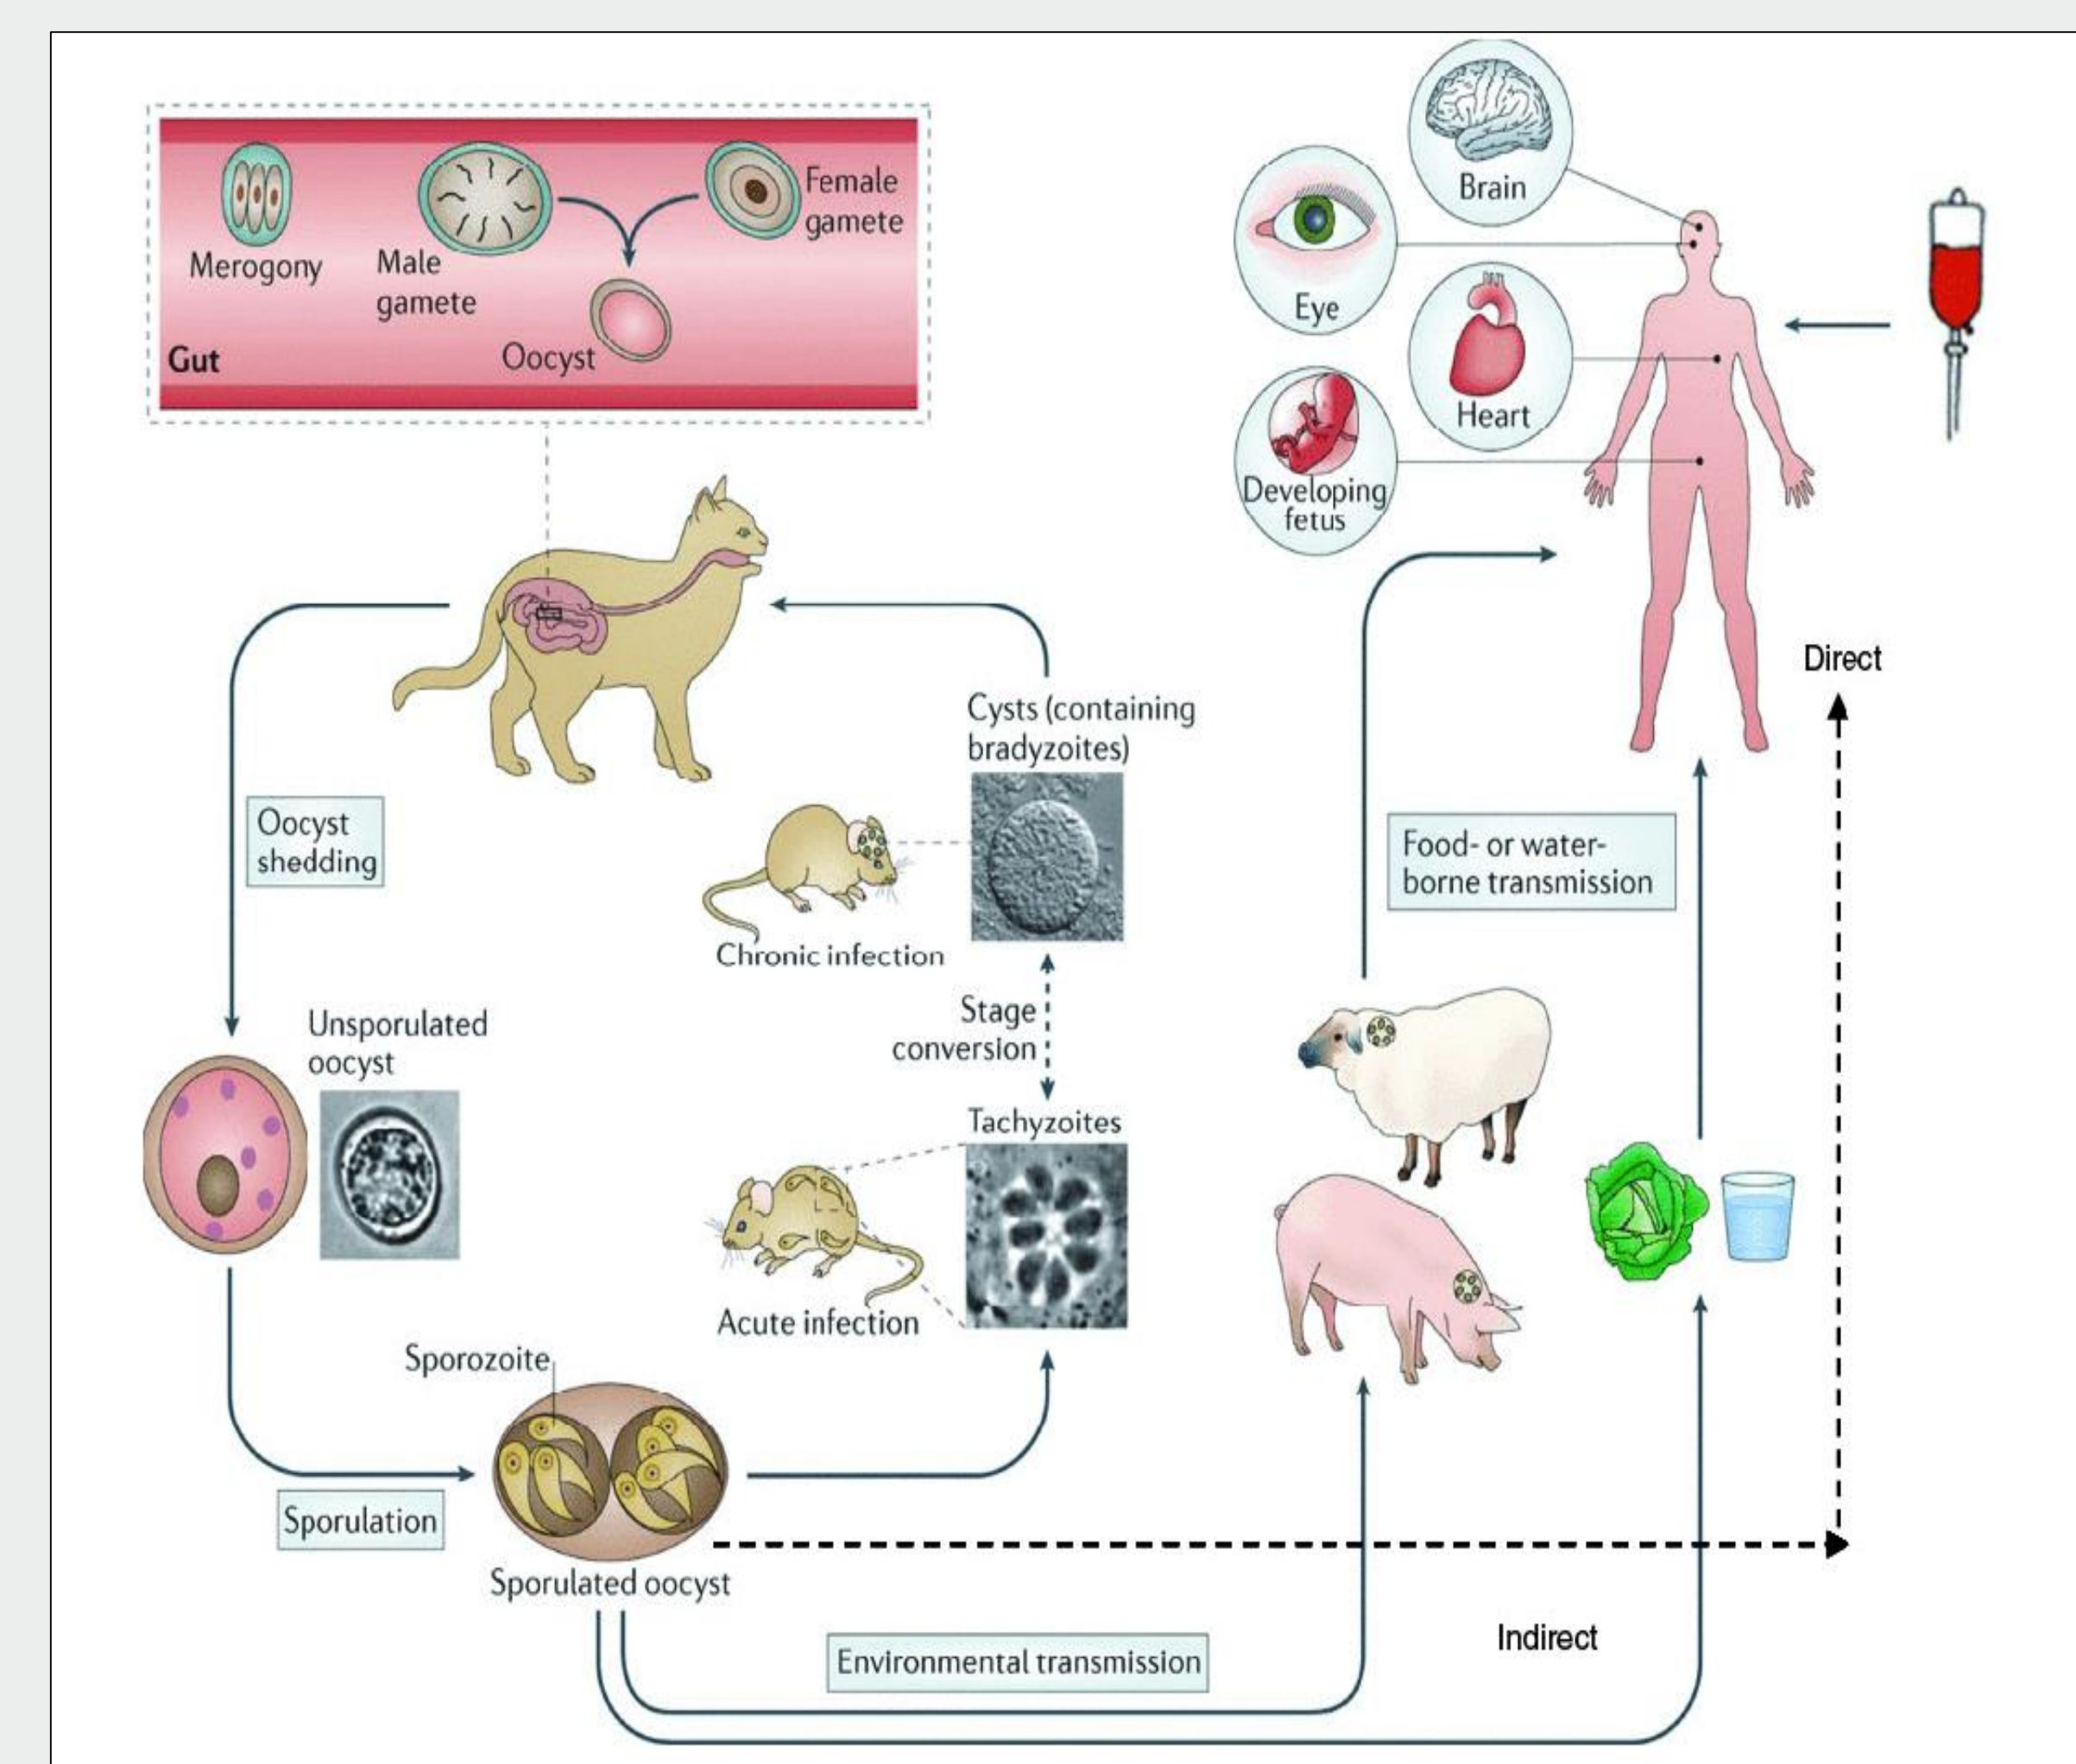 Merogony
Male
gamete
Female
gamete
Oocyst
Gut
Brain
Eye
Heart
Developing
fetus
Direct
Cysts (containing
bradyzoites)
Oocyst
shedding
Chronic infection
Food- or water-
borne transmission
Unsporulated
oocyst
Stage
conversion
Tachyzoites
Acute infection
Sporozoite
Sporulation
Sporulated oocyst
Environmental transmission
Indirect